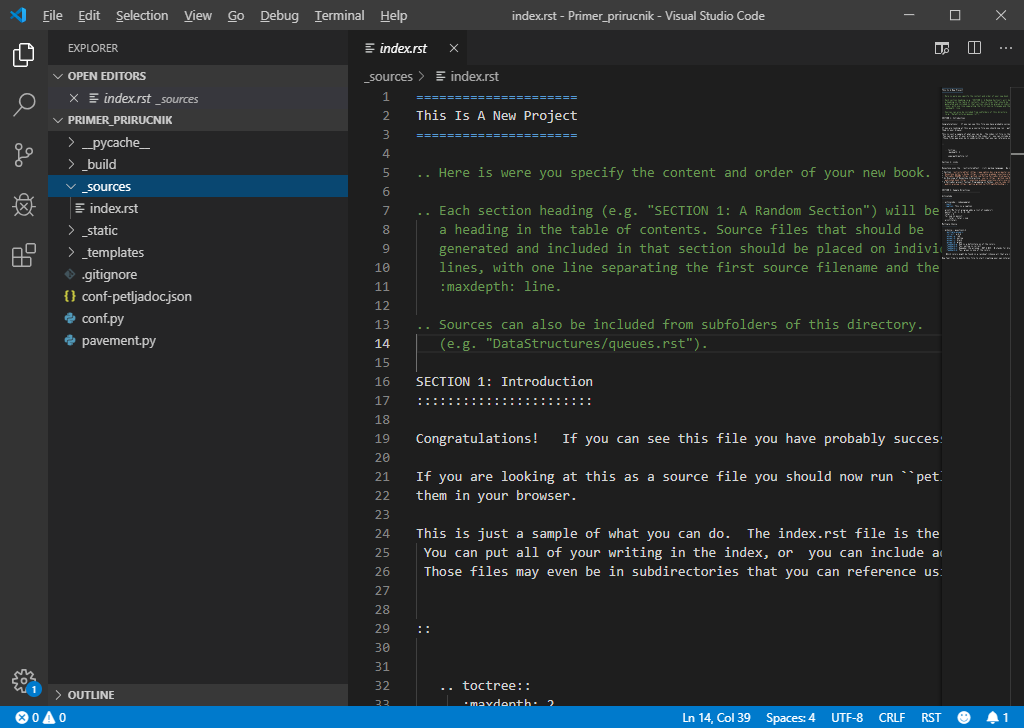 File Edit Selection View Go Debug Terminal Help index.rst - Primer_prirucnik - Visual Studio Code
EXPLORER
OPEN EDITORS
index.rst _sources
PRIMER_PRIRUCNIK
__pycache__
_build
_sources
index.rst
_static
_templates
.gitignore
{} conf-petljadoc.json
conf.py
pavement.py
OUTLINE
index.rst
_sources > index.rst
1 =====================
2 This Is A New Project
3 =====================
4
5 .. Here is were you specify the content and order of your new book.
6
7 .. Each section heading (e.g. "SECTION 1: A Random Section") will be
8 a heading in the table of contents. Source files that should be
9 generated and included in that section should be placed on indivi
10 lines, with one line separating the first source filename and the
11 :maxdepth: line.
12
13 .. Sources can also be included from subfolders of this directory.
14 (e.g. "DataStructures/queues.rst").
15
16 SECTION 1: Introduction
17 :::::::::::::::::::::::
18
19 Congratulations! If you can see this file you have probably succes
20
21 If you are looking at this as a source file you should now run ``petl
22 them in your browser.
23
24 This is just a sample of what you can do. The index.rst file is the
25 You can put all of your writing in the index, or you can include a
26 Those files may even be in subdirectories that you can reference usi
27
28
29 ::
30
31
32 .. toctree::
33 :maxdepth: 2
1
0 0 Ln 14, Col 39 Spaces: 4 UTF-8 CRLF RST 1